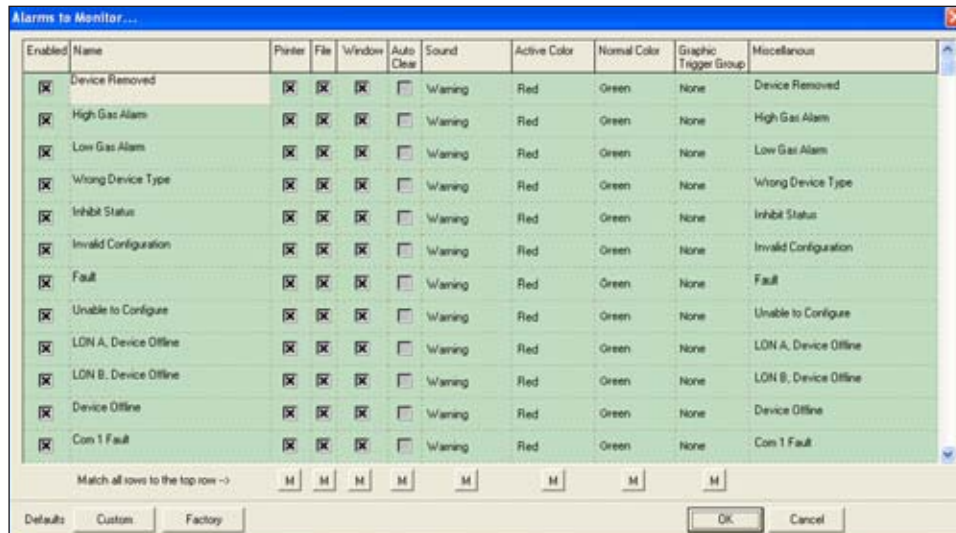 Alarms to Monitor...
Enabled Name Printer File Window Auto Clear Sound Active Color Normal Color Graphic Trigger Group Miscellanous
Device Removed Warning Red Green None Device Removed
High Gas Alarm Warning Red Green None High Gas Alarm
Low Gas Alarm Warning Red Green None Low Gas Alarm
Wrong Device Type Warning Red Green None Wrong Device Type
Inhibit Status Warning Red Green None Inhibit Status
Invalid Configuration Warning Red Green None Invalid Configuration
Fault Warning Red Green None Fault
Unable to Configure Warning Red Green None Unable to Configure
LON A, Device Offline Warning Red Green None LON A, Device Offline
LON B, Device Offline Warning Red Green None LON B, Device Offline
Device Offline Warning Red Green None Device Offline
Com 1 Fault Warning Red Green None Com 1 Fault
Match all rows to the top row --> M M M M M M M M
Defaults Custom Factory OK Cancel